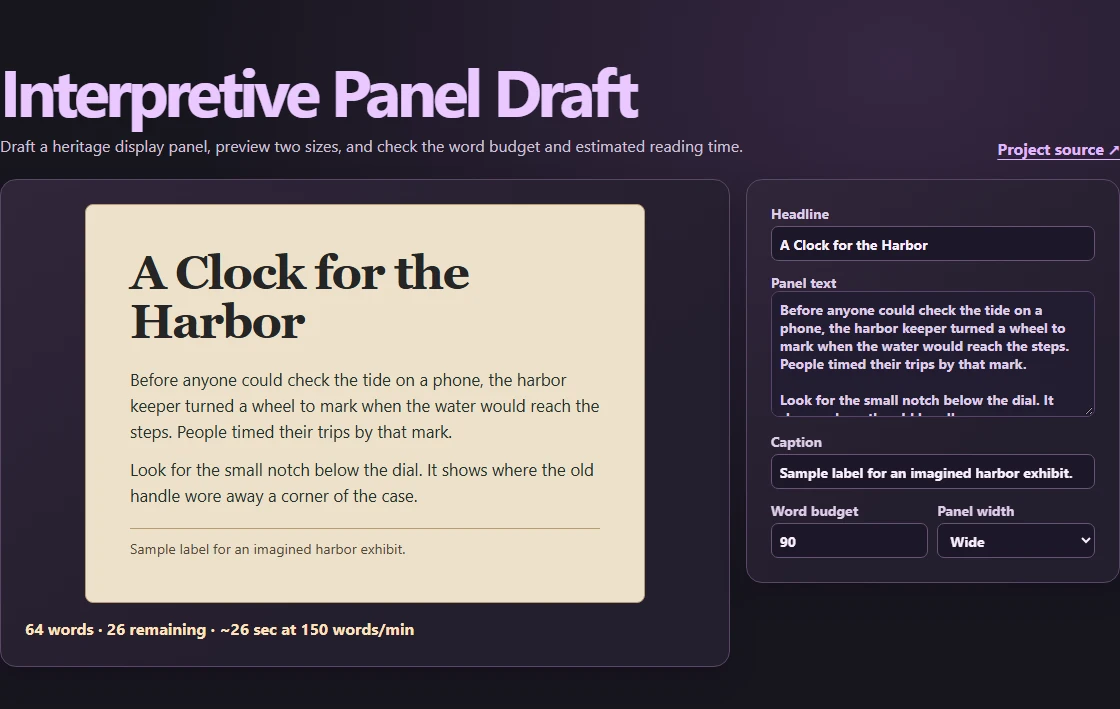 Interpretive Panel Draft
Draft a heritage display panel, preview two sizes, and check the word budget and estimated reading time.
Project source ↗
A Clock for the
Harbor
Before anyone could check the tide on a phone, the harbor
keeper turned a wheel to mark when the water would reach the
steps. People timed their trips by that mark.
Look for the small notch below the dial. It shows where the old
handle wore away a corner of the case.
Sample label for an imagined harbor exhibit.
64 words · 26 remaining · ~26 sec at 150 words/min
Headline
A Clock for the Harbor
Panel text
Before anyone could check the tide on a
phone, the harbor keeper turned a wheel to
mark when the water would reach the steps.
People timed their trips by that mark.
Look for the small notch below the dial. It
Caption
Sample label for an imagined harbor exhibit.
Word budget
Panel width
90
Wide